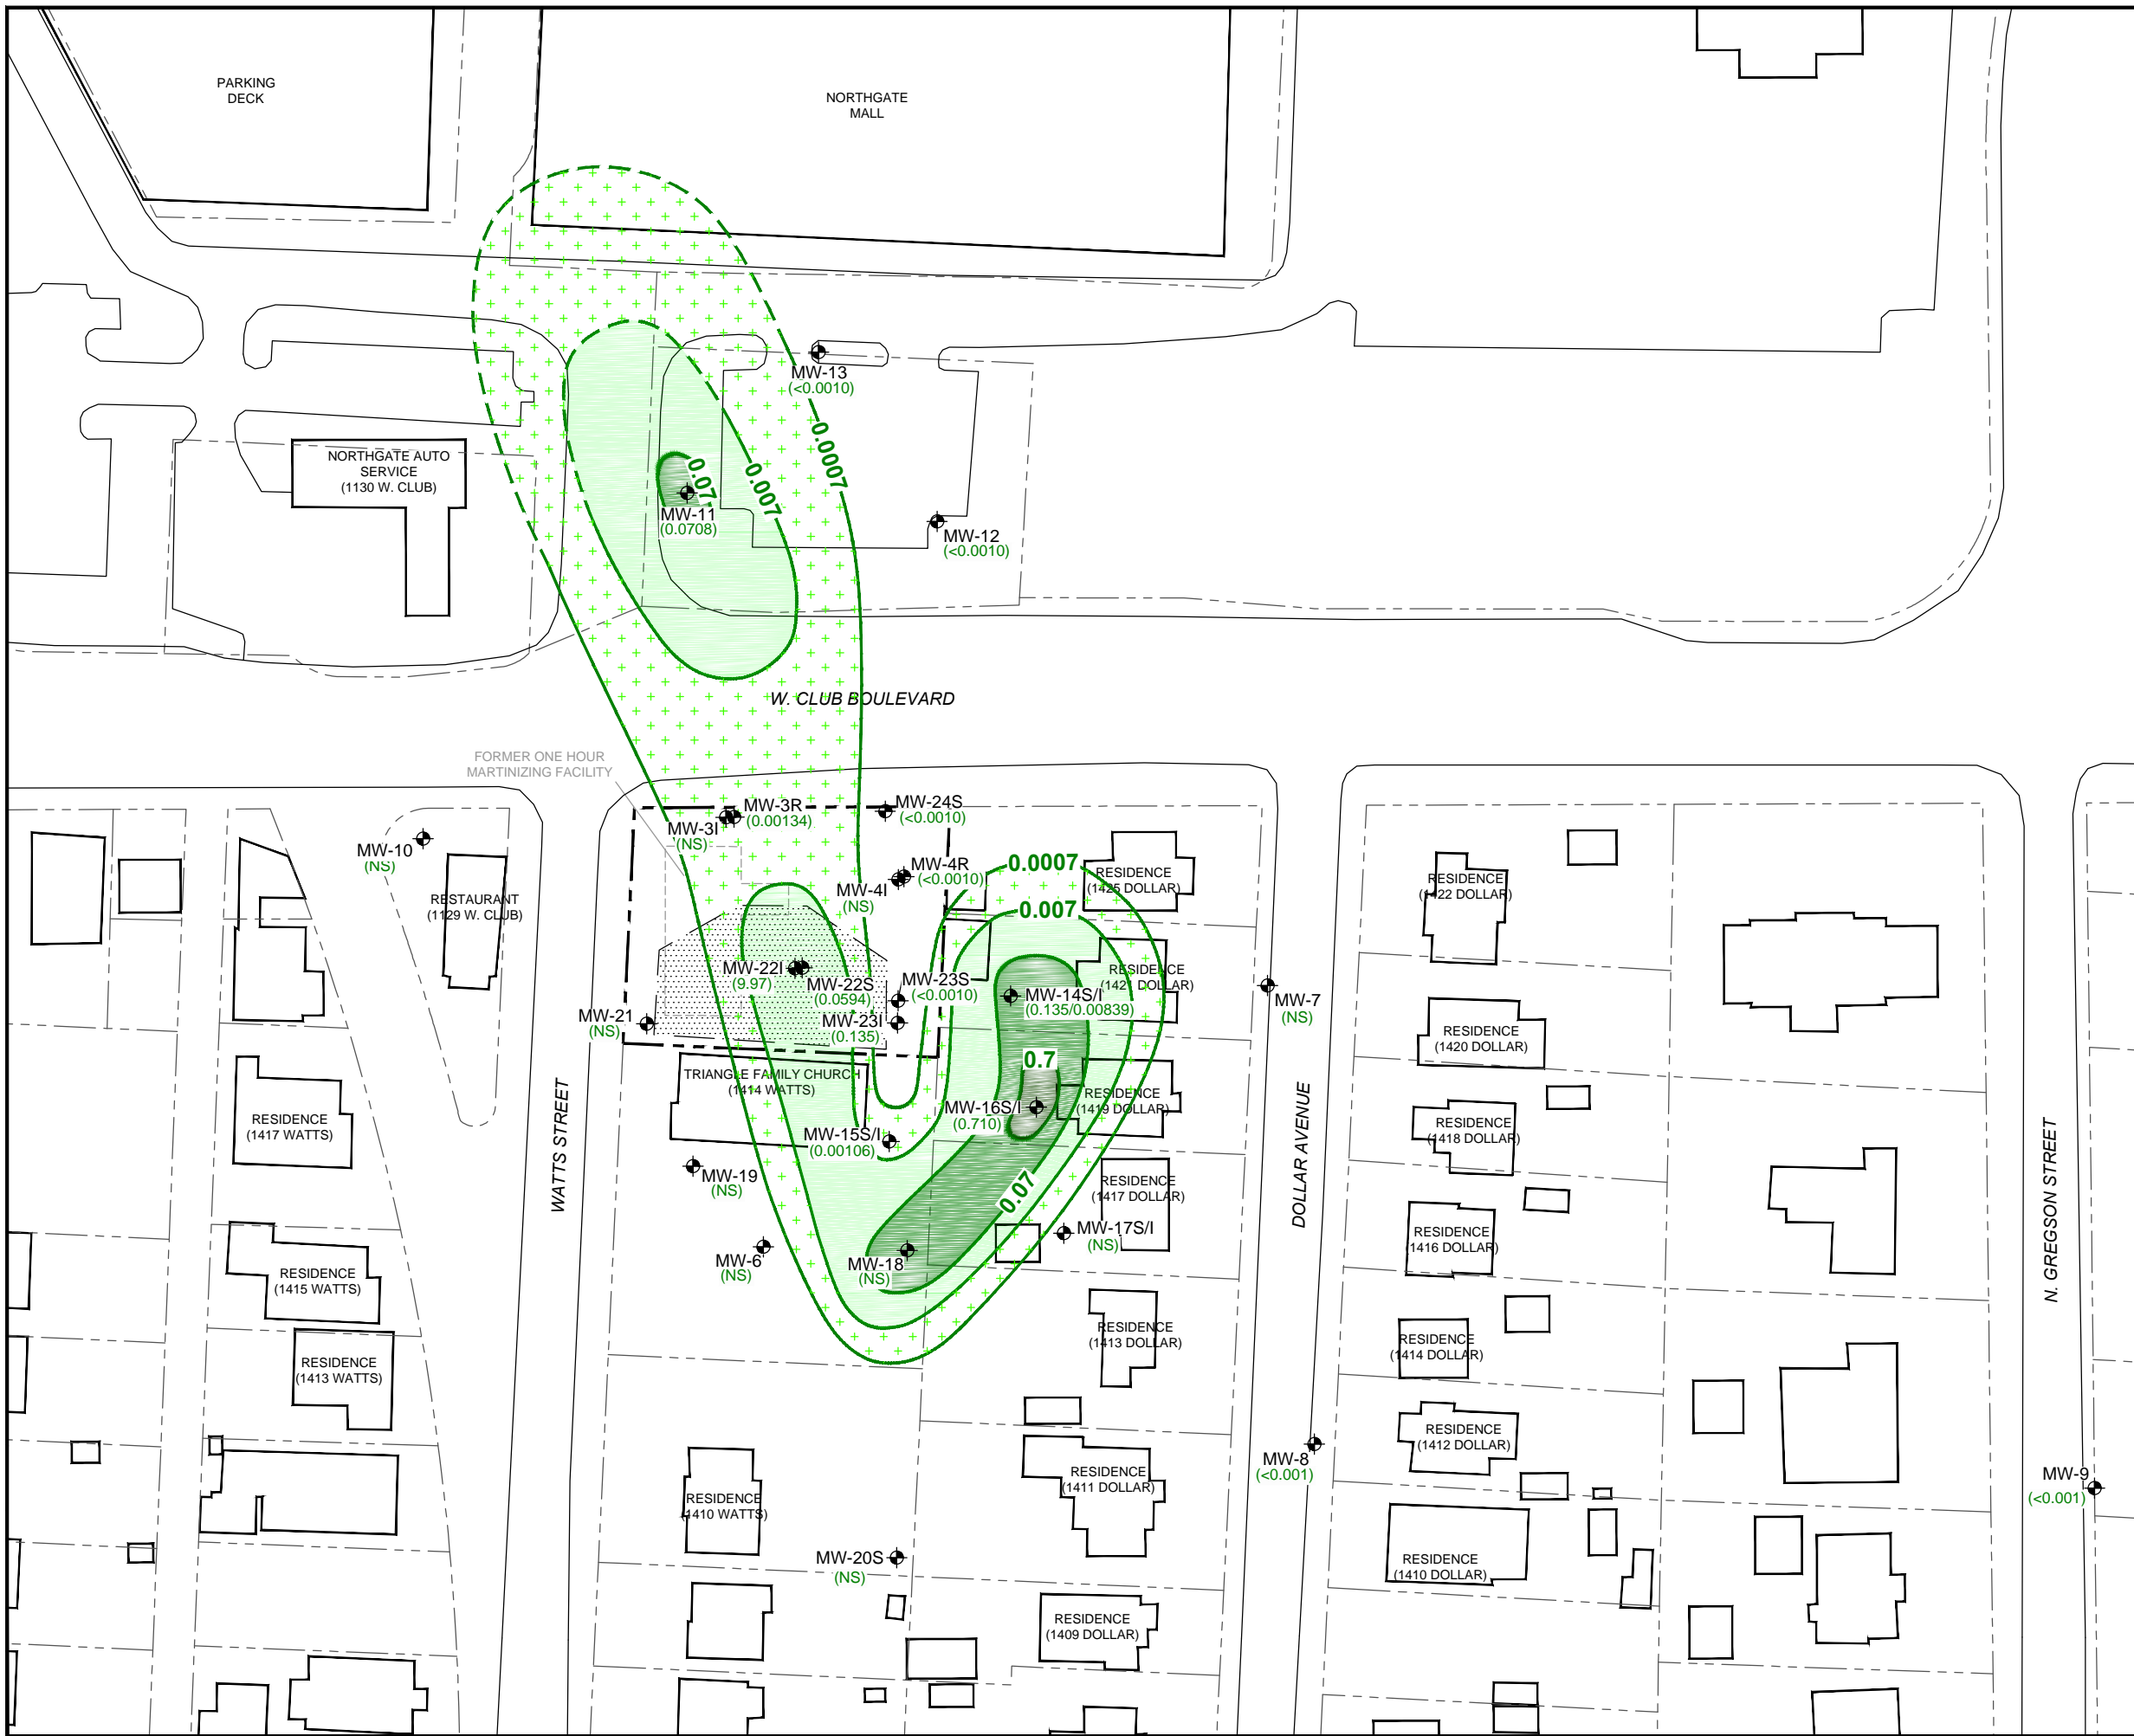 PARKING
DECK
NORTHGATE
MALL
MW-13
(<0.0010)
0.0007
0.007
0.07
NORTHGATE AUTO
SERVICE
(1130 W. CLUB)
MW-11
(0.0708)
MW-12
(<0.0010)
W. CLUB BOULEVARD
FORMER ONE HOUR
MARTINIZING FACILITY
MW-3R
(0.00134)
MW-3I
(NS)
MW-24S
(<0.0010)
MW-10
(NS)
RESTAURANT
(1129 W. CLUB)
MW-4R
(<0.0010)
MW-4I
(NS)
0.0007
RESIDENCE
(1425 DOLLAR)
0.007
RESIDENCE
(1422 DOLLAR)
MW-22I
(9.97)
MW-22S
(0.0594)
MW-23S
(<0.0010)
MW-23I
(0.135)
MW-14S/I
(0.135/0.00839)
RESIDENCE
(1421 DOLLAR)
MW-7
(NS)
MW-21
(NS)
RESIDENCE
(1420 DOLLAR)
TRIANGLE FAMILY CHURCH
(1414 WATTS)
0.7
MW-16S/I
(0.710)
RESIDENCE
(1419 DOLLAR)
RESIDENCE
(1417 WATTS)
WATTS STREET
DOLLAR AVENUE
N. GREGSON STREET
RESIDENCE
(1418 DOLLAR)
MW-15S/I
(0.00106)
MW-19
(NS)
0.07
RESIDENCE
(1417 DOLLAR)
MW-17S/I
(NS)
MW-6
(NS)
MW-18
(NS)
RESIDENCE
(1416 DOLLAR)
RESIDENCE
(1415 WATTS)
RESIDENCE
(1413 DOLLAR)
RESIDENCE
(1414 DOLLAR)
RESIDENCE
(1413 WATTS)
RESIDENCE
(1412 DOLLAR)
MW-8
(<0.001)
MW-9
(<0.001)
RESIDENCE
(1411 DOLLAR)
RESIDENCE
(1410 WATTS)
MW-20S
(NS)
RESIDENCE
(1410 DOLLAR)
RESIDENCE
(1409 DOLLAR)